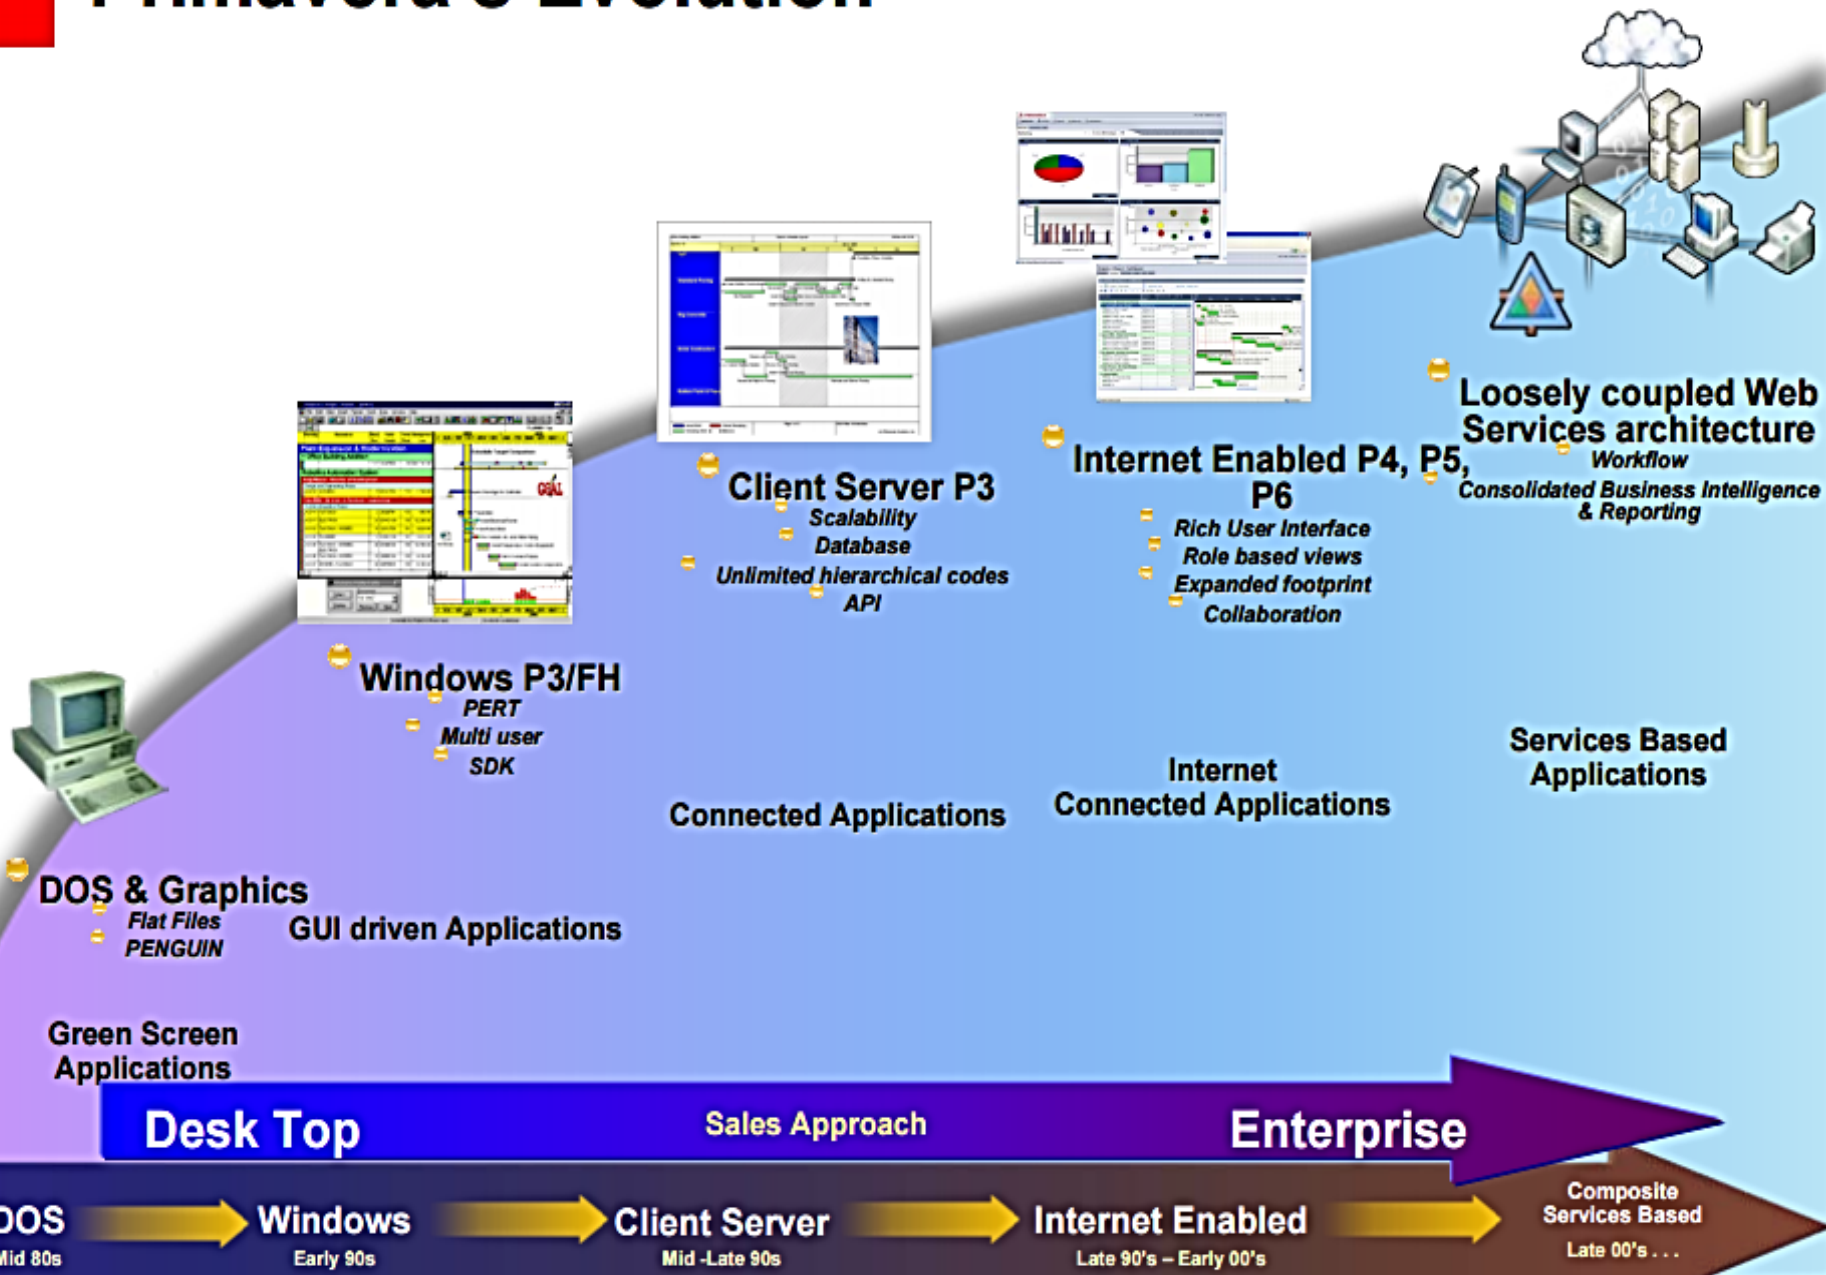 Primavera's Evolution
Loosely coupled Web
Services architecture
Workflow
Consolidated Business Intelligence
& Reporting
Internet Enabled P4, P5,
P6
Rich User Interface
Role based views
Expanded footprint
Collaboration
Client Server P3
Scalability
Database
Unlimited hierarchical codes
API
Windows P3/FH
PERT
Multi user
SDK
Services Based
Applications
Internet
Connected Applications
Connected Applications
DOS & Graphics
Flat Files
PENGUIN
GUI driven Applications
Green Screen
Applications
Desk Top
Sales Approach
Enterprise
DOS
Mid 80s
Windows
Early 90s
Client Server
Mid -Late 90s
Internet Enabled
Late 90's – Early 00's
Composite
Services Based
Late 00's . . .